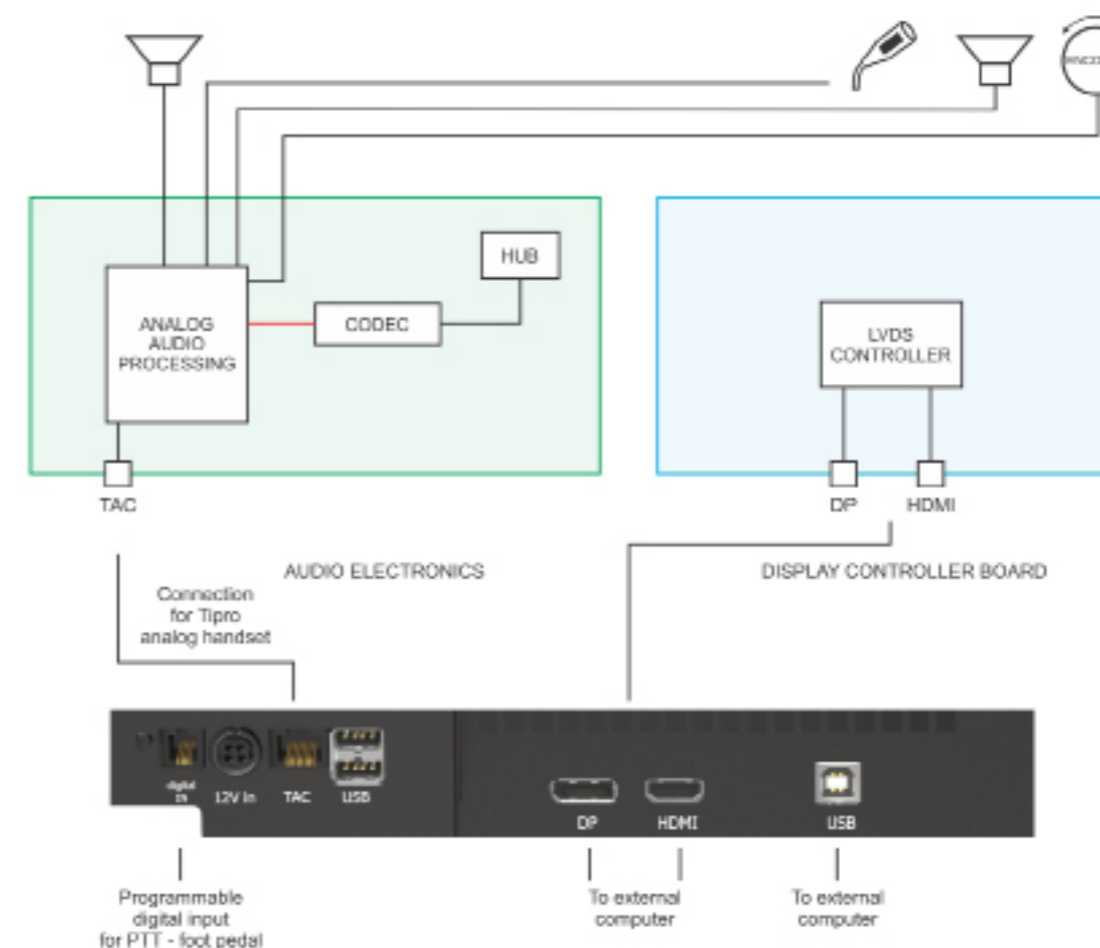 HUB
ANALOG
AUDIO
PROCESSING
CODEC
LVDS
CONTROLLER
TAC
DP
HDMI
AUDIO ELECTRONICS
DISPLAY CONTROLLER BOARD
Connection
for Tipro
analog handset
digital
IN
12V in
TAC
USB
DP
HDMI
USB
Programmable
digital input
for PTT - foot pedal
To external
computer
To external
computer